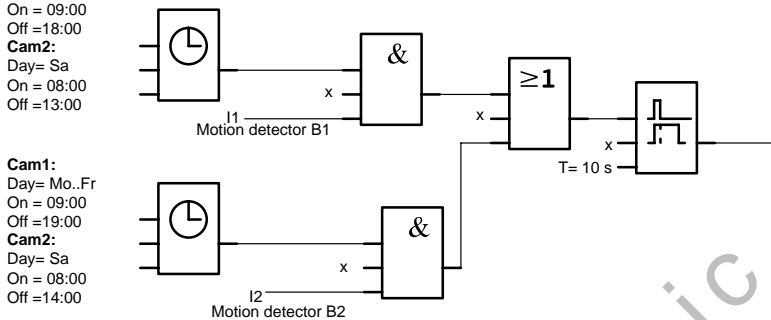 On = 09:00
Off =18:00
Cam2:
Day= Sa
On = 08:00
Off =13:00
&
x
I1
Motion detector B1
≥1
x
x
T= 10 s
Cam1:
Day= Mo..Fr
On = 09:00
Off =19:00
Cam2:
Day= Sa
On = 08:00
Off =14:00
&
x
I2
Motion detector B2
ic